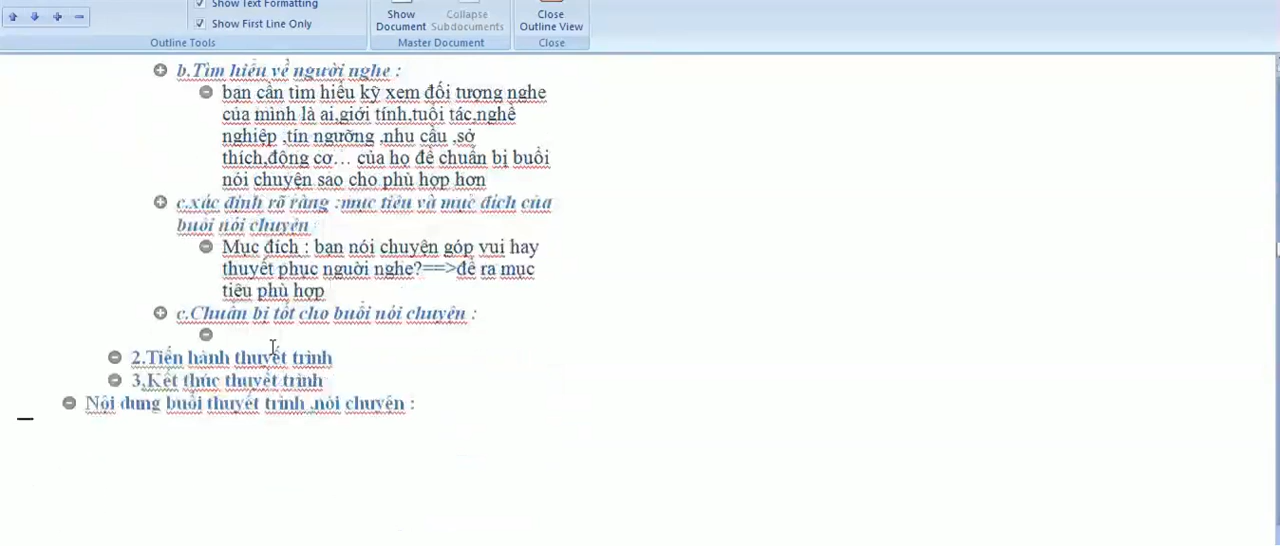 Show Text Formatting
Show First Line Only
Show Document
Collapse Subdocuments
Close Outline View
Outline Tools
Master Document
Close
b.Tìm hiểu về người nghe :
bạn cần tìm hiểu kỹ xem đối tượng nghe
của mình là ai,giới tính,tuổi tác,nghề
nghiệp ,tín ngưỡng ,nhu cầu ,sở
thích,động cơ… của họ để chuẩn bị buổi
nói chuyện sao cho phù hợp hơn
c.xác định rõ ràng :mục tiêu và mục đích của
buổi nói chuyện
Mục đích : bạn nói chuyện góp vui hay
thuyết phục người nghe?==>đề ra mục
tiêu phù hợp
c.Chuẩn bị tốt cho buổi nói chuyện :
2.Tiến hành thuyết trình
3,Kết thúc thuyết trình
Nội dung buổi thuyết trình ,nói chuyện :